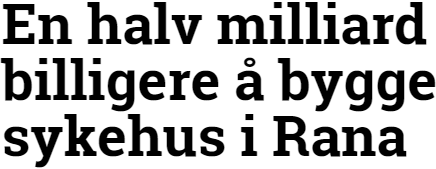 En halv milliard
billigere å bygge
sykehus i Rana